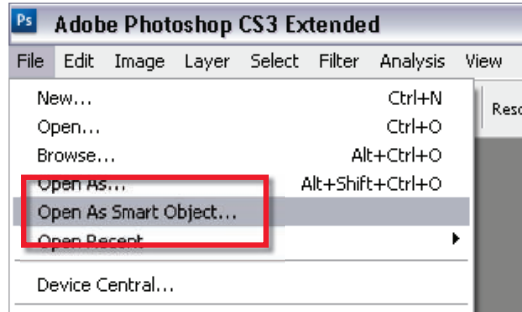 Ps Adobe Photoshop CS3 Extended
File Edit Image Layer Select Filter Analysis View
New... Ctrl+N
Open... Ctrl+O
Browse... Alt+Ctrl+O
Open As... Alt+Shift+Ctrl+O
Open As Smart Object...
Open Recent
Device Central...